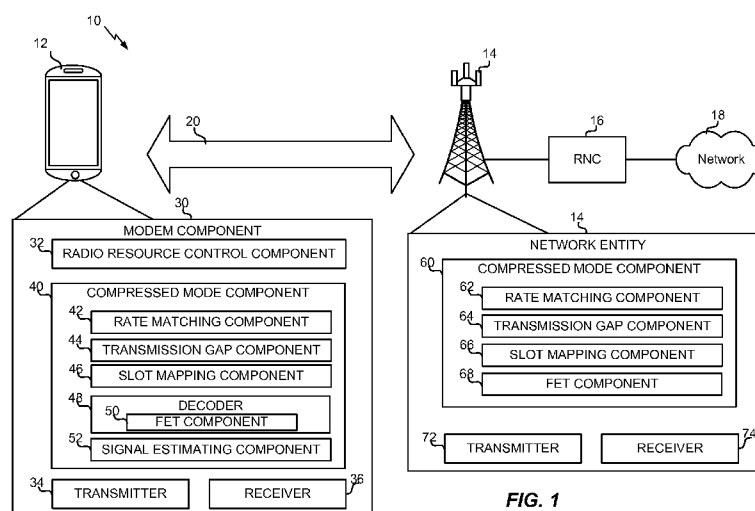 10
12
14
20
16
RNC
18
Network
30
MODEM COMPONENT
32
RADIO RESOURCE CONTROL COMPONENT
40
COMPRESSED MODE COMPONENT
42
RATE MATCHING COMPONENT
44
TRANSMISSION GAP COMPONENT
46
SLOT MAPPING COMPONENT
48
DECODER
50
FET COMPONENT
52
SIGNAL ESTIMATING COMPONENT
34
TRANSMITTER
RECEIVER
36
14
NETWORK ENTITY
60
COMPRESSED MODE COMPONENT
62
RATE MATCHING COMPONENT
64
TRANSMISSION GAP COMPONENT
66
SLOT MAPPING COMPONENT
68
FET COMPONENT
72
TRANSMITTER
RECEIVER
74
FIG. 1